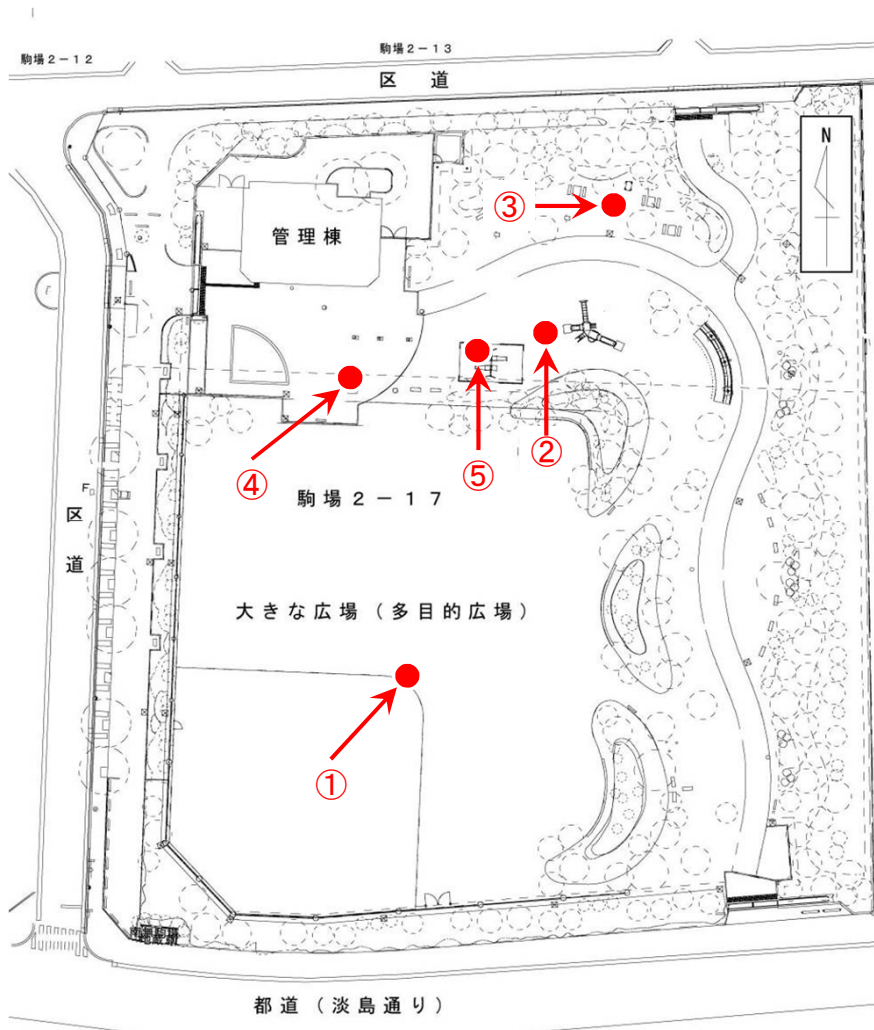 駒場２－１２
駒場２－１３
区　道
N
③
管理棟
④
⑤
②
駒場２－１７
F
区
道
大きな広場（多目的広場）
①
都道（淡島通り）